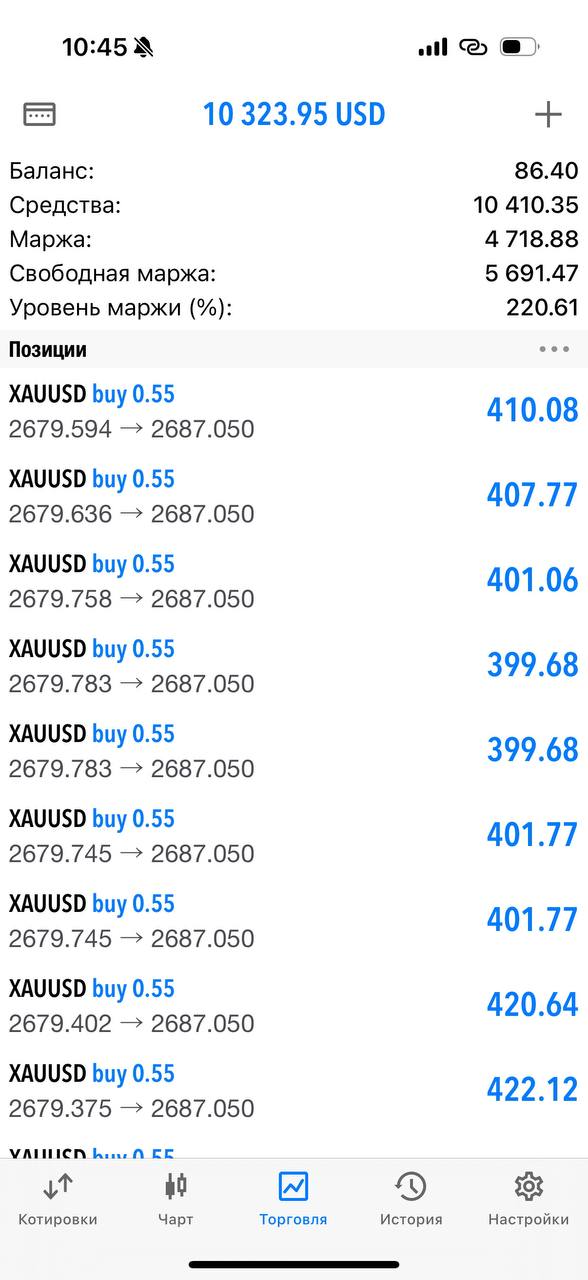 10:45
10 323.95 USD
Баланс: 86.40
Средства: 10 410.35
Маржа: 4 718.88
Свободная маржа: 5 691.47
Уровень маржи (%): 220.61
Позиции
XAUUSD buy 0.55
2679.594 → 2687.050 410.08
XAUUSD buy 0.55
2679.636 → 2687.050 407.77
XAUUSD buy 0.55
2679.758 → 2687.050 401.06
XAUUSD buy 0.55
2679.783 → 2687.050 399.68
XAUUSD buy 0.55
2679.783 → 2687.050 399.68
XAUUSD buy 0.55
2679.745 → 2687.050 401.77
XAUUSD buy 0.55
2679.745 → 2687.050 401.77
XAUUSD buy 0.55
2679.402 → 2687.050 420.64
XAUUSD buy 0.55
2679.375 → 2687.050 422.12
XAUUSD buy 0.55
Котировки Чарт Торговля История Настройки